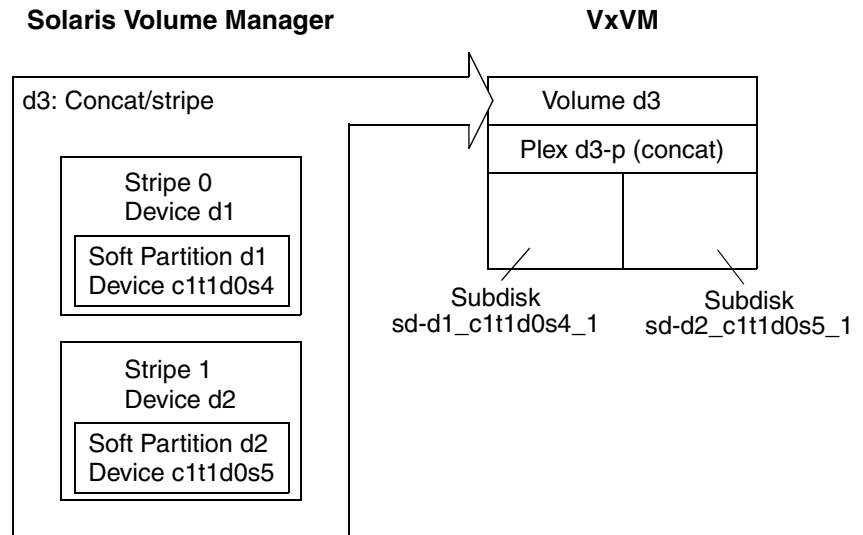 Solaris Volume Manager
VxVM
d3: Concat/stripe
Stripe 0
Device d1
Soft Partition d1
Device c1t1d0s4
Stripe 1
Device d2
Soft Partition d2
Device c1t1d0s5
Volume d3
Plex d3-p (concat)
Subdisk
sd-d1_c1t1d0s4_1
Subdisk
sd-d2_c1t1d0s5_1